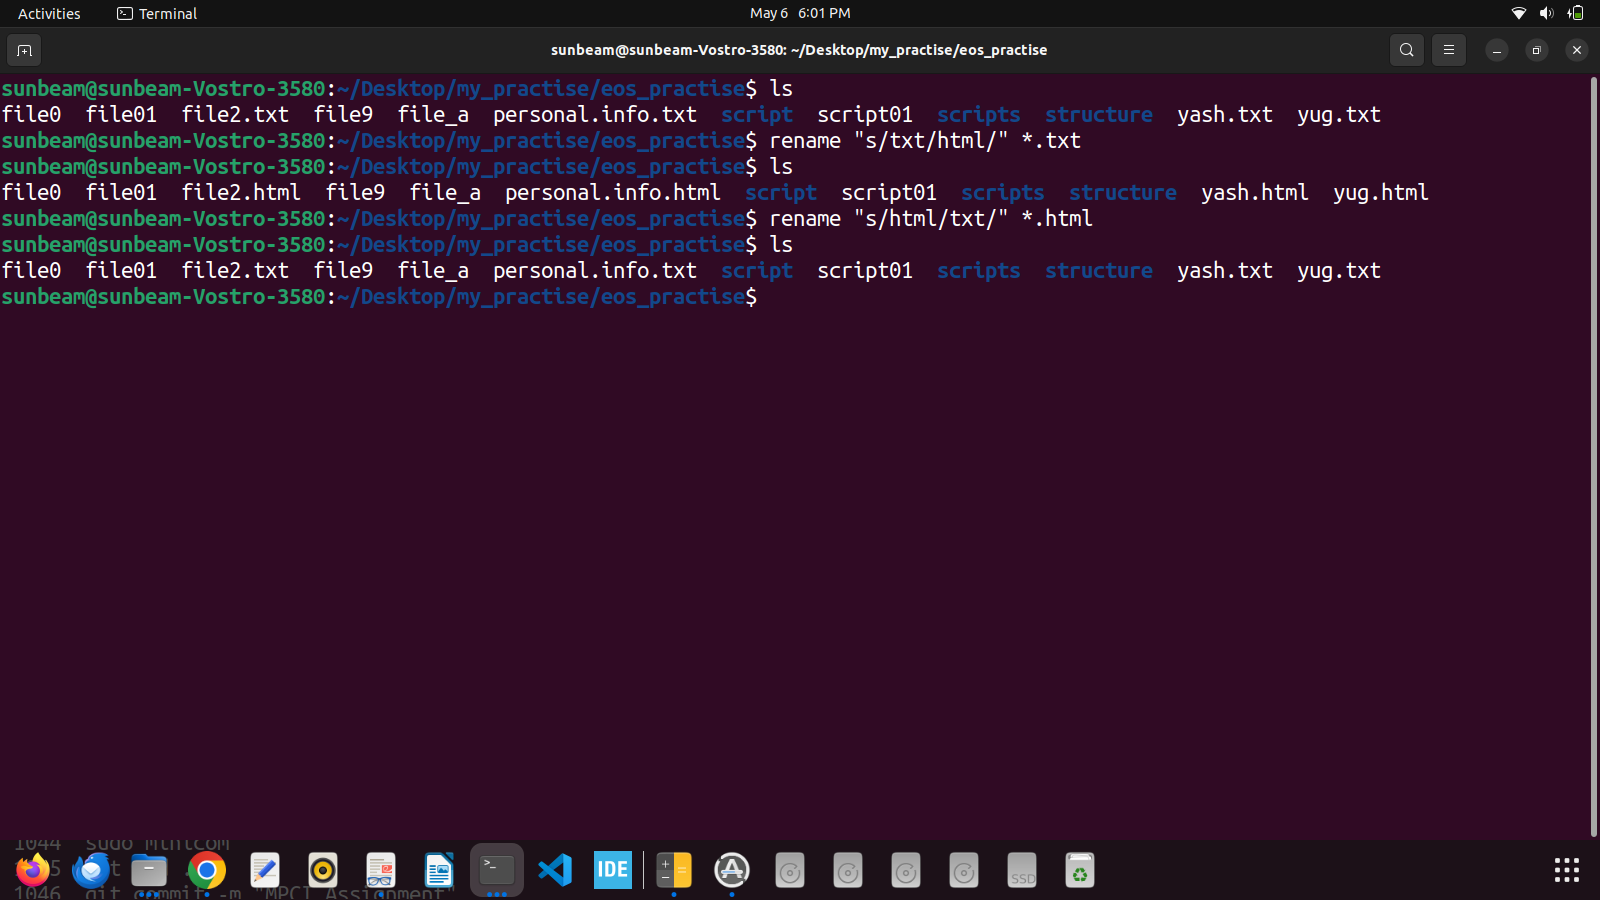 Activities Terminal May 6 6:01 PM
sunbeam@sunbeam-Vostro-3580: ~/Desktop/my_practise/eos_practise
sunbeam@sunbeam-Vostro-3580:~/Desktop/my_practise/eos_practise$ ls
file0 file01 file2.txt file9 file_a personal.info.txt script script01 scripts structure yash.txt yug.txt
sunbeam@sunbeam-Vostro-3580:~/Desktop/my_practise/eos_practise$ rename "s/txt/html/" *.txt
sunbeam@sunbeam-Vostro-3580:~/Desktop/my_practise/eos_practise$ ls
file0 file01 file2.html file9 file_a personal.info.html script script01 scripts structure yash.html yug.html
sunbeam@sunbeam-Vostro-3580:~/Desktop/my_practise/eos_practise$ rename "s/html/txt/" *.html
sunbeam@sunbeam-Vostro-3580:~/Desktop/my_practise/eos_practise$ ls
file0 file01 file2.txt file9 file_a personal.info.txt script script01 scripts structure yash.txt yug.txt
sunbeam@sunbeam-Vostro-3580:~/Desktop/my_practise/eos_practise$
1044 sudo minicom
IDE
SSD
1046 git commit -m "MPCI Assignment"